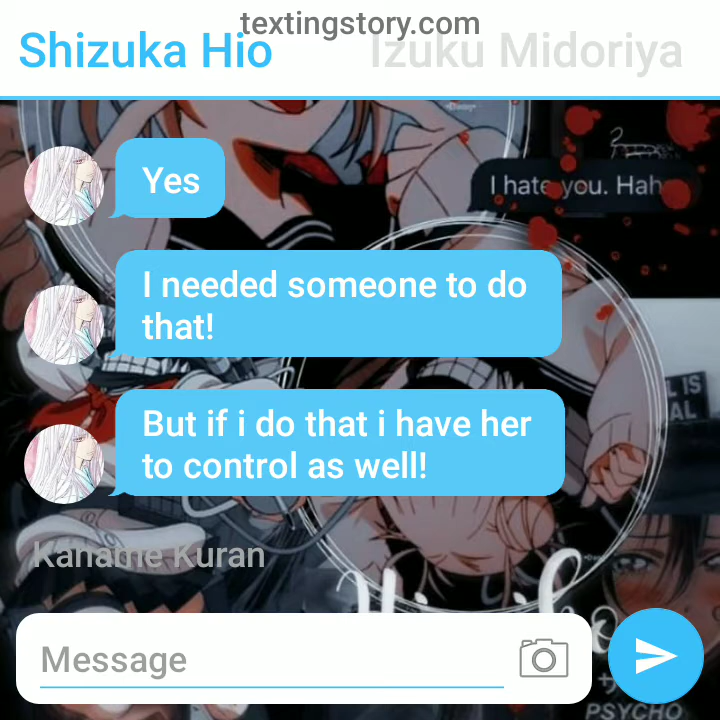 textingstory.com
Shizuka Hio
Izuku Midoriya
Yes
I hate you. Hah
I needed someone to do
that!
But if i do that i have her
to control as well!
Kaname Kuran
Message
PSYCHO